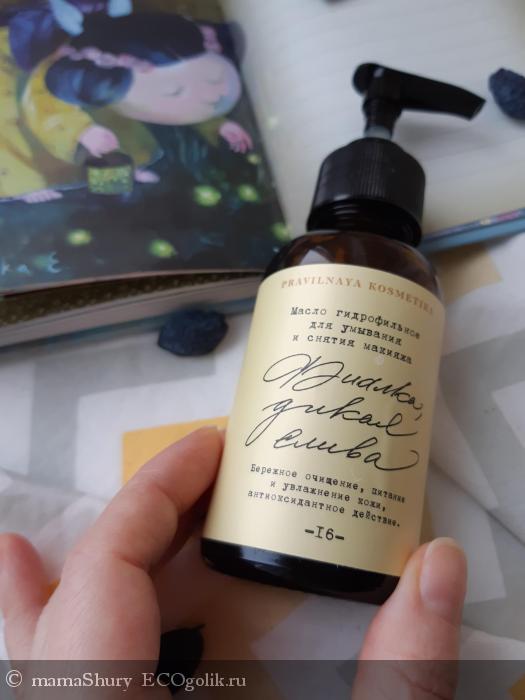 PRAVILNAYA KOSMETIKA
Масло гидрофильное
для умывания
и снятия макияжа
Фиалка,
дикая
слива
Бережное очищение, питание
и увлажнение кожи,
антиоксидантное действие.
-16-
© mamaShury ECOgolik.ru